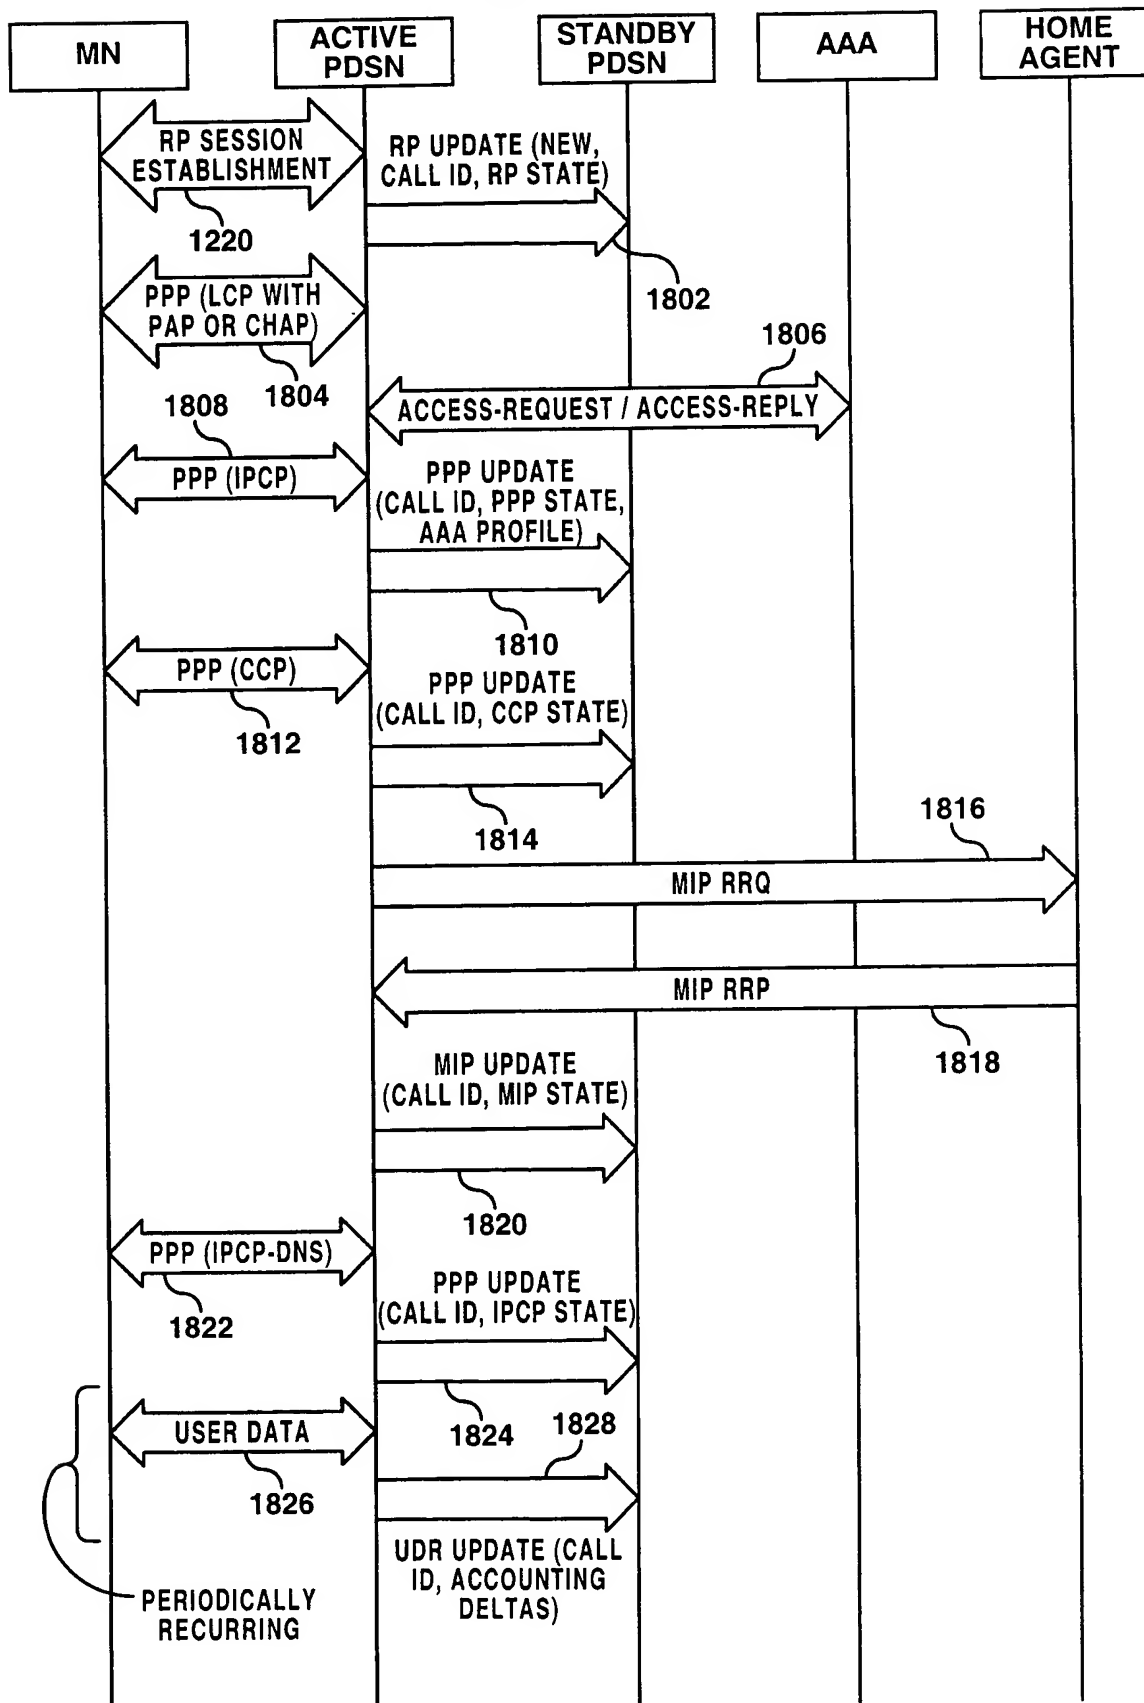 MN
ACTIVE
PDSN
STANDBY
PDSN
AAA
HOME
AGENT
RP SESSION
ESTABLISHMENT
1220
RP UPDATE (NEW,
CALL ID, RP STATE)
1802
PPP (LCP WITH
PAP OR CHAP)
1804
1806
ACCESS-REQUEST / ACCESS-REPLY
1808
PPP (IPCP)
PPP UPDATE
(CALL ID, PPP STATE,
AAA PROFILE)
1810
PPP (CCP)
1812
PPP UPDATE
(CALL ID, CCP STATE)
1814
1816
MIP RRQ
MIP RRP
1818
MIP UPDATE
(CALL ID, MIP STATE)
1820
PPP (IPCP-DNS)
1822
PPP UPDATE
(CALL ID, IPCP STATE)
1824
USER DATA
1826
1828
UDR UPDATE (CALL
ID, ACCOUNTING
DELTAS)
PERIODICALLY
RECURRING